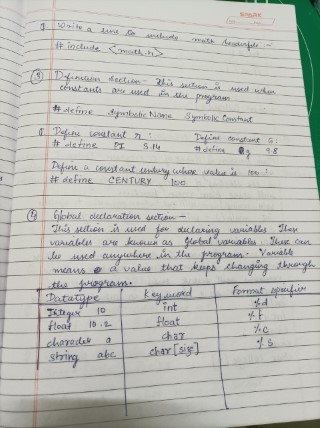 Q. Write a line to include math headerfile -
# include <math.h>
③ Definition Section - This section is used when
constants are used in the program
# define Symbolic Name Symbolic Constant
Q. Define constant π : Define constant g :
# define PI 3.14 # define g 9.8
Define a constant century whose value is 100 :
# define CENTURY 100
④ Global declaration section -
This section is used for declaring variables. These
variables are known as global variables. These can
be used anywhere in the program. Variable
means a value that keeps changing through
the program.
Datatype Keyword Format specifier
Integer 10 int %d
float 10.2 float %f
character a char %c
string abc char [size] %s